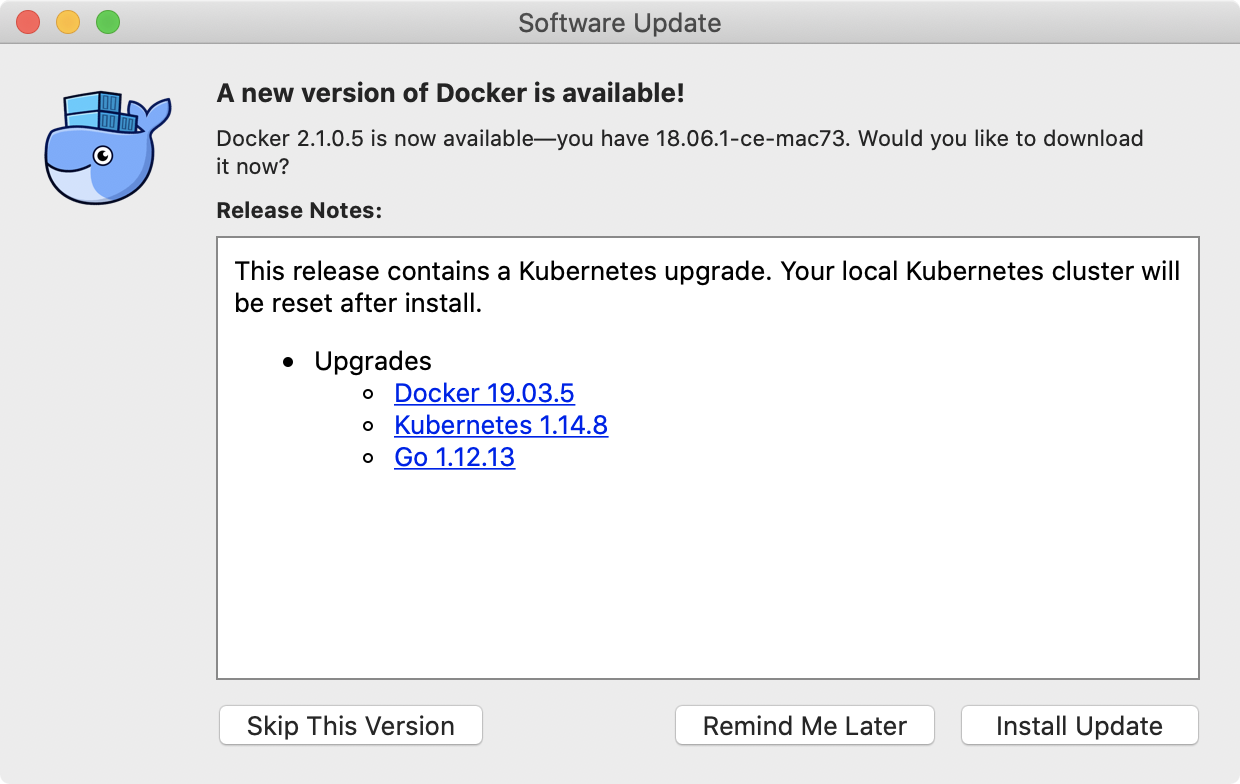 Software Update
A new version of Docker is available!
Docker 2.1.0.5 is now available—you have 18.06.1-ce-mac73. Would you like to download
it now?
Release Notes:
This release contains a Kubernetes upgrade. Your local Kubernetes cluster will
be reset after install.
Upgrades
Docker 19.03.5
Kubernetes 1.14.8
Go 1.12.13
Skip This Version
Remind Me Later
Install Update